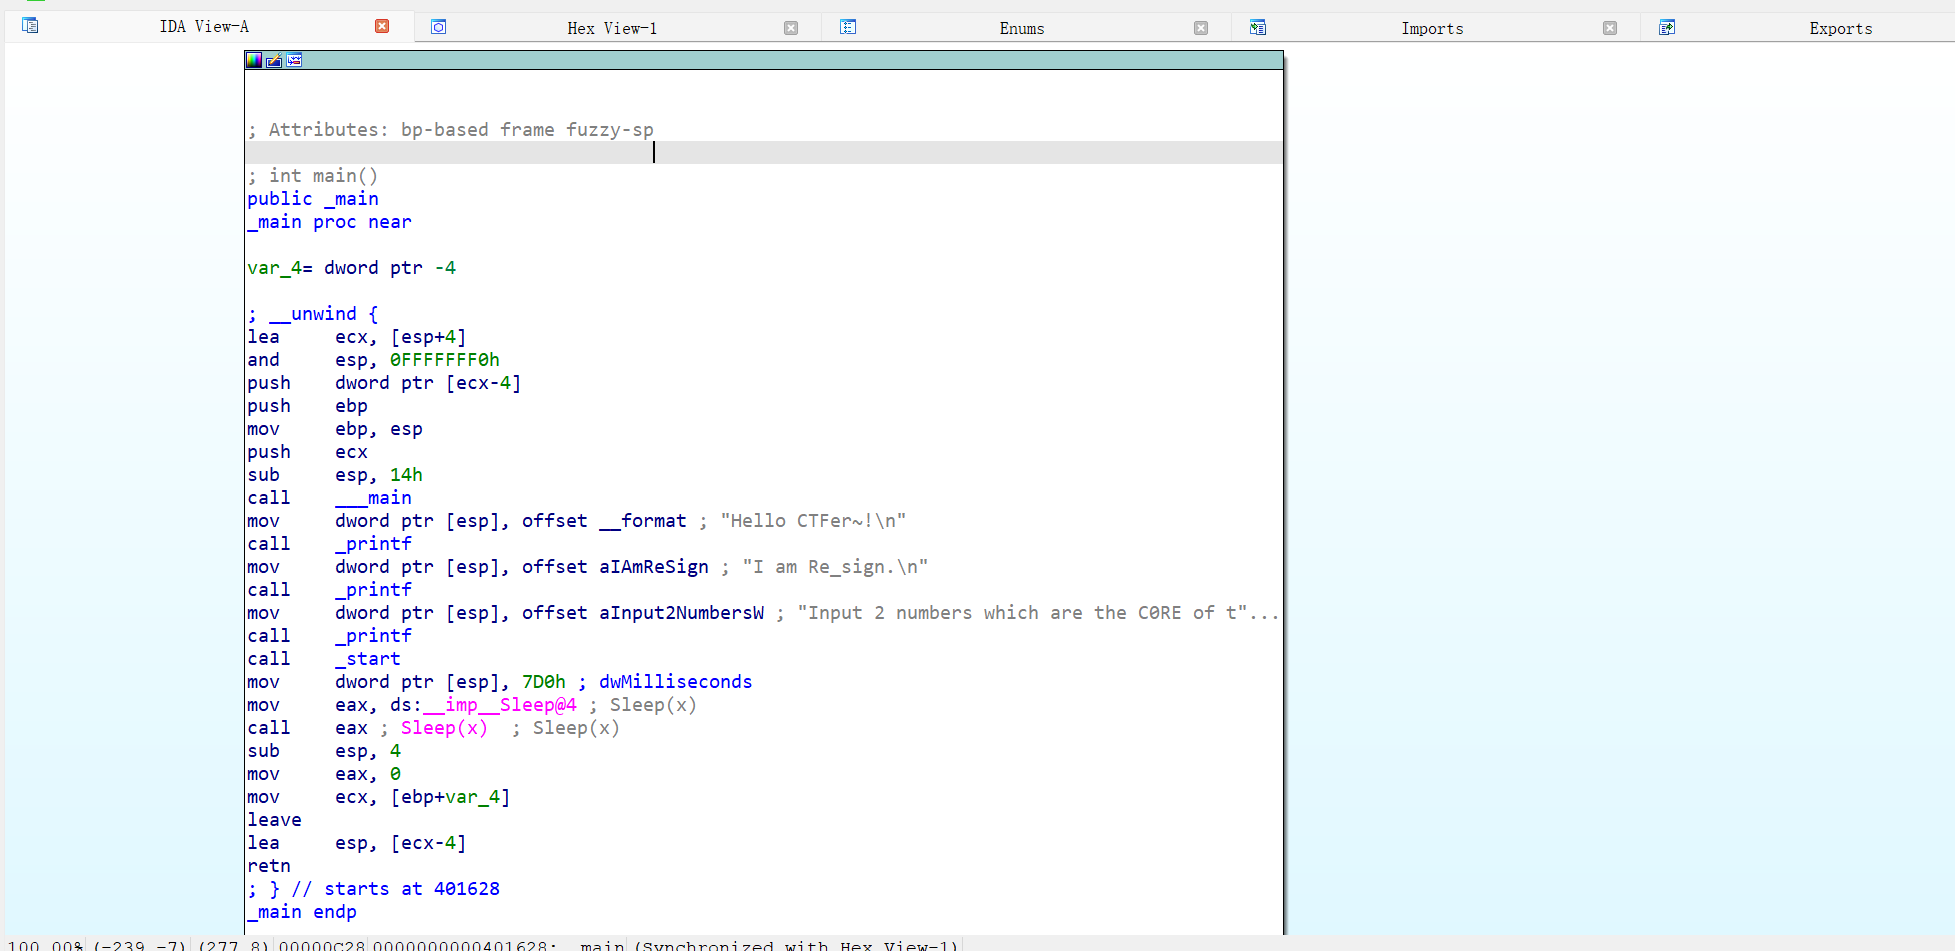 IDA View-A Hex View-1 Enums Imports Exports
; Attributes: bp-based frame fuzzy-sp
; int main()
public _main
_main proc near
var_4= dword ptr -4
; __unwind {
lea ecx, [esp+4]
and esp, 0FFFFFFF0h
push dword ptr [ecx-4]
push ebp
mov ebp, esp
push ecx
sub esp, 14h
call ___main
mov dword ptr [esp], offset __format ; "Hello CTFer~!\n"
call _printf
mov dword ptr [esp], offset aIAmReSign ; "I am Re_sign.\n"
call _printf
mov dword ptr [esp], offset aInput2NumbersW ; "Input 2 numbers which are the C0RE of t"...
call _printf
call _start
mov dword ptr [esp], 7D0h ; dwMilliseconds
mov eax, ds:__imp__Sleep@4 ; Sleep(x)
call eax ; Sleep(x) ; Sleep(x)
sub esp, 4
mov eax, 0
mov ecx, [ebp+var_4]
leave
lea esp, [ecx-4]
retn
; } // starts at 401628
_main endp
100.00% (-239,-7) (277,8) 00000C28 0000000000401628: _main (Synchronized with Hex View-1)